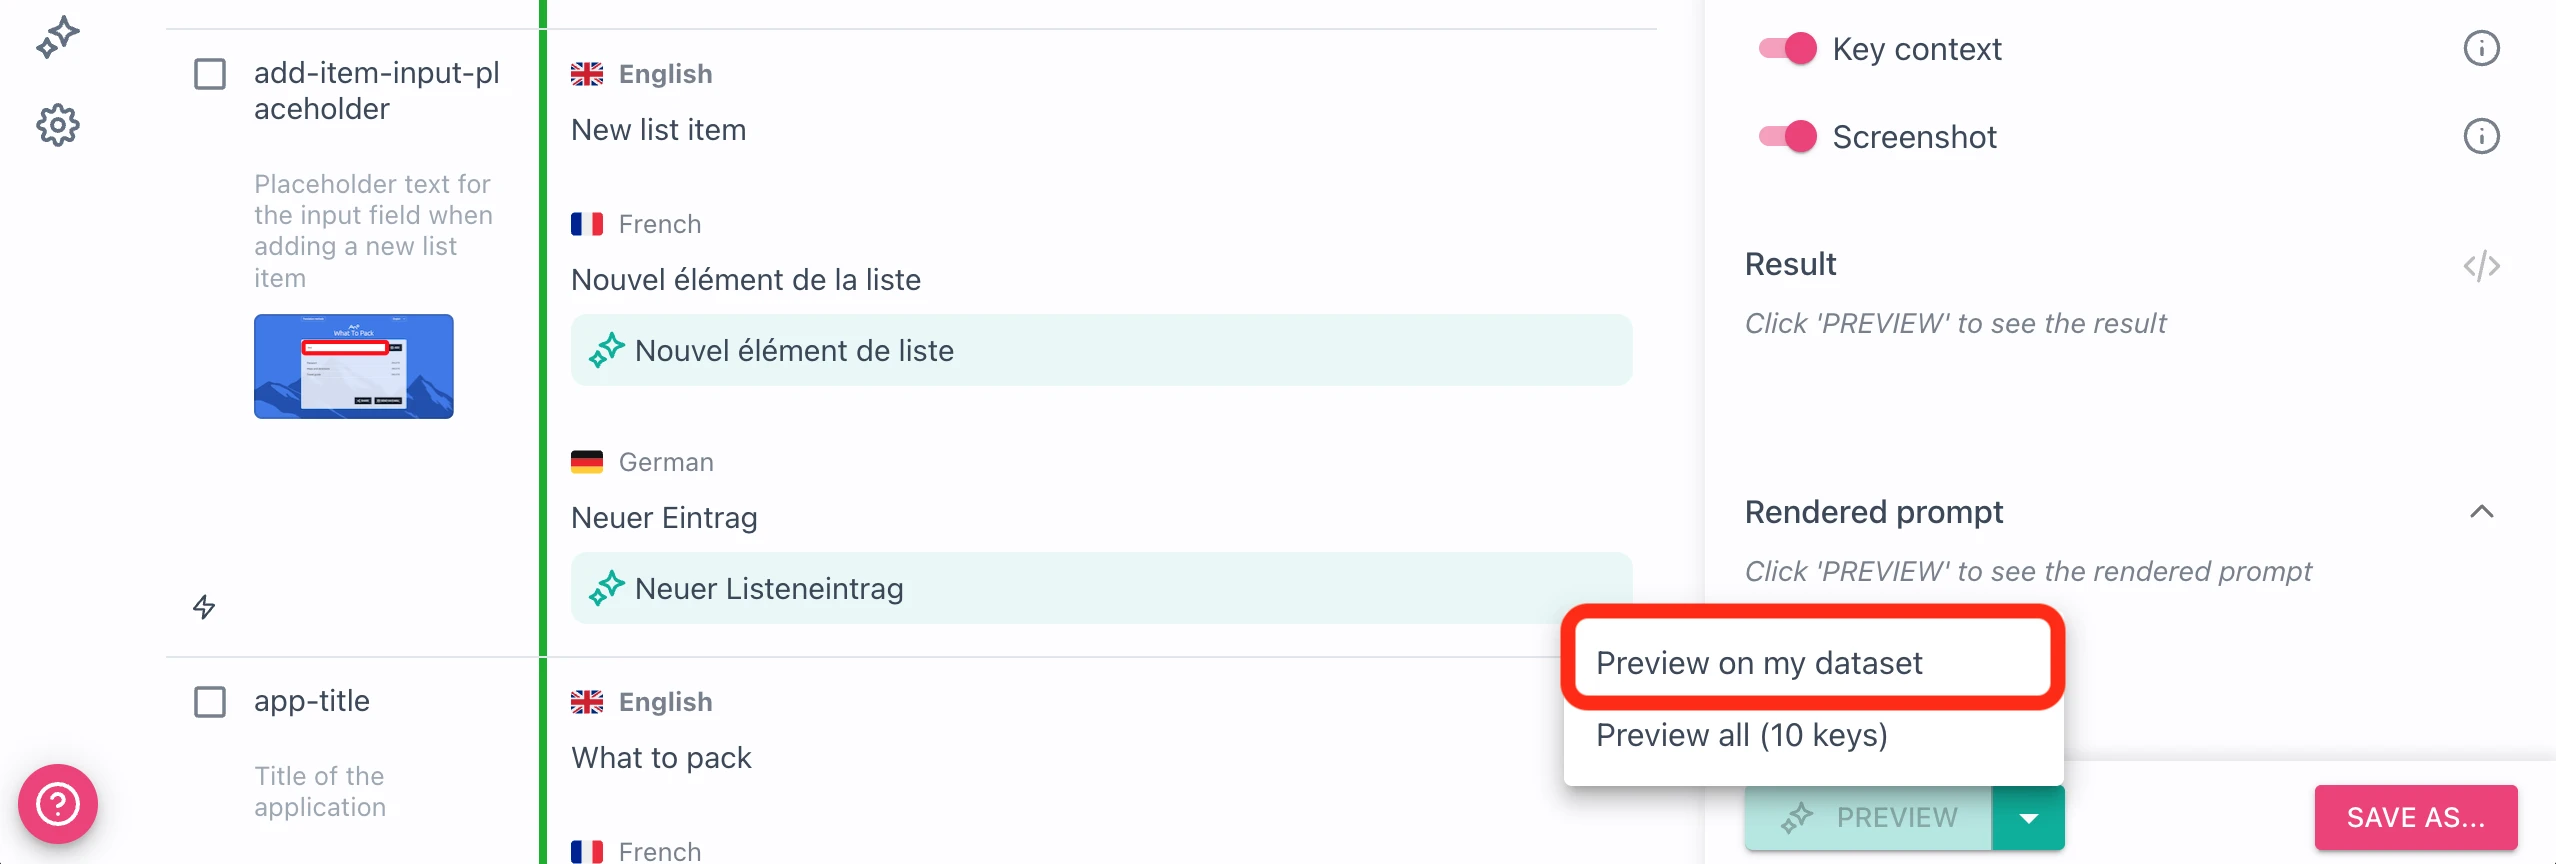 add-item-input-pl
aceholder
Placeholder text for
the input field when
adding a new list
item
What To Pack
English
New list item
French
Nouvel élément de la liste
Nouvel élément de liste
German
Neuer Eintrag
Neuer Listeneintrag
app-title
Title of the
application
English
What to pack
French
Key context
Screenshot
Result
Click 'PREVIEW' to see the result
Rendered prompt
Click 'PREVIEW' to see the rendered prompt
Preview on my dataset
Preview all (10 keys)
PREVIEW
SAVE AS...